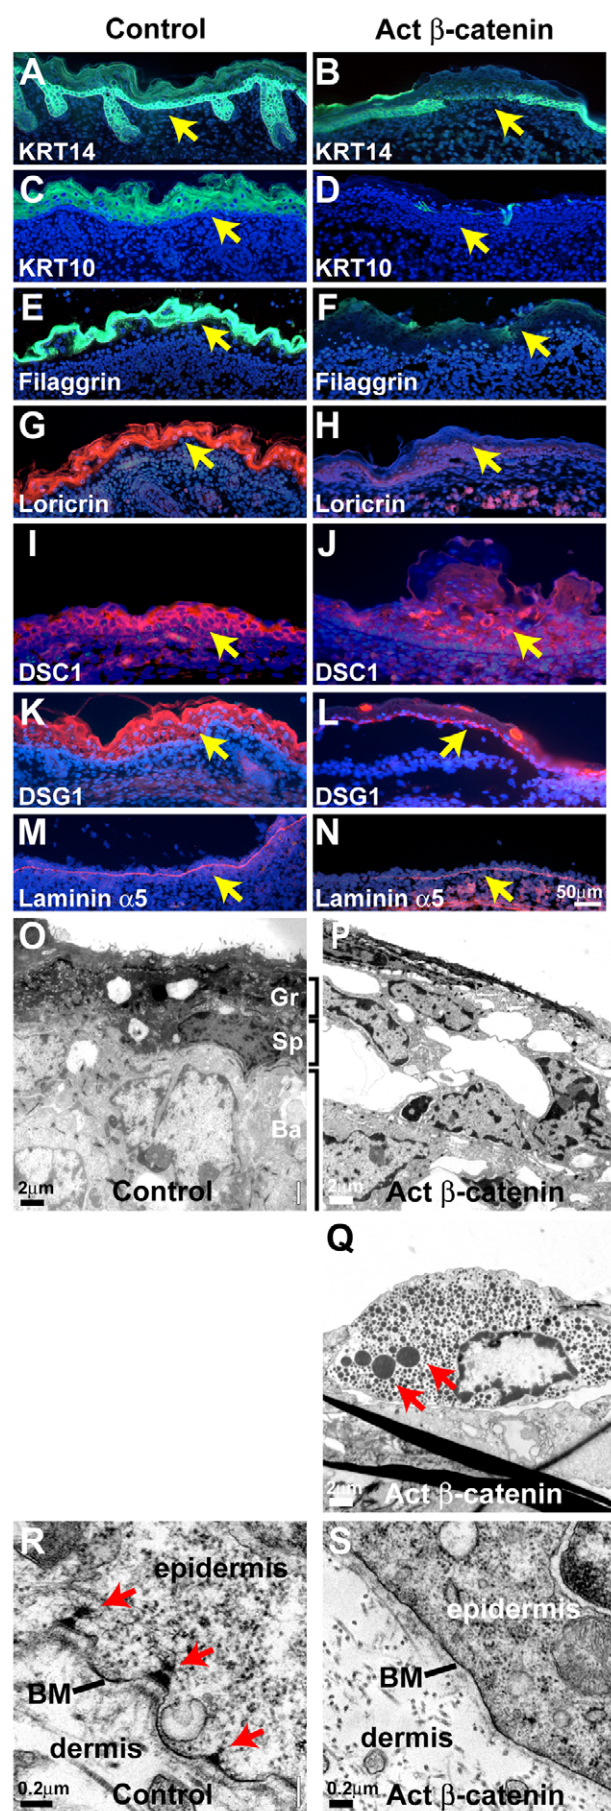 Control Act β-catenin
A B
KRT14 KRT14
C D
KRT10 KRT10
E F
Filaggrin Filaggrin
G H
Loricrin Loricrin
I J
DSC1 DSC1
K L
DSG1 DSG1
M N
Laminin α5 Laminin α5 50μm
O P
Gr
Sp
Ba
2μm Control 2μm Act β-catenin
Q
2μm Act β-catenin
R S
epidermis epidermis
BM BM
dermis dermis
0.2μm Control 0.2μm Act β-catenin